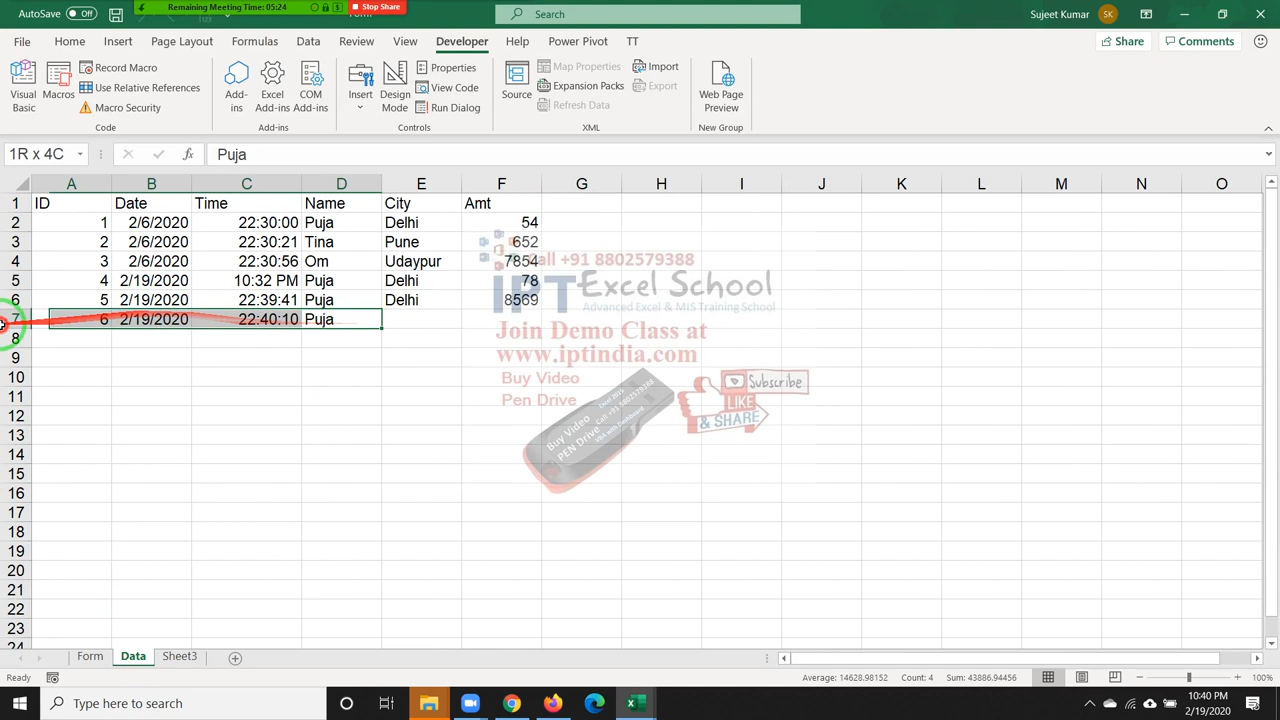 AutoSave Off
Remaining Meeting Time: 05:24
Stop Share
Search
Sujeet Kumar
SK
File Home Insert Page Layout Formulas Data Review View Developer Help Power Pivot TT
Share
Comments
Visual Basic
Macros
Record Macro
Use Relative References
Macro Security
Code
Add-ins
Excel Add-ins
COM Add-ins
Add-ins
Insert
Design Mode
Properties
View Code
Run Dialog
Controls
Source
Map Properties
Expansion Packs
Refresh Data
Import
Export
XML
Web Page Preview
New Group
1R x 4C
fx
Puja
A B C D E F G H I J K L M N O
1 ID Date Time Name City Amt
2 1 2/6/2020 22:30:00 Puja Delhi 54
3 2 2/6/2020 22:30:21 Tina Pune 652
4 3 2/6/2020 22:30:56 Om Udaypur 7854
5 4 2/19/2020 10:32 PM Puja Delhi 78
6 5 2/19/2020 22:39:41 Puja Delhi 8569
7 6 2/19/2020 22:40:10 Puja
8
9
10
11
12
13
14
15
16
17
18
19
20
21
22
23
24
Call +91 8802579388
IPT Excel School
Advanced Excel & MIS Training School
Join Demo Class at
www.iptindia.com
Buy Video
Pen Drive
Buy Video
PEN Drive
Call +91 8802579388
Subscribe
LIKE
& SHARE
Form Data Sheet3
Ready
Average: 14628.98152 Count: 4 Sum: 43886.94456
100%
Type here to search
10:40 PM
2/19/2020